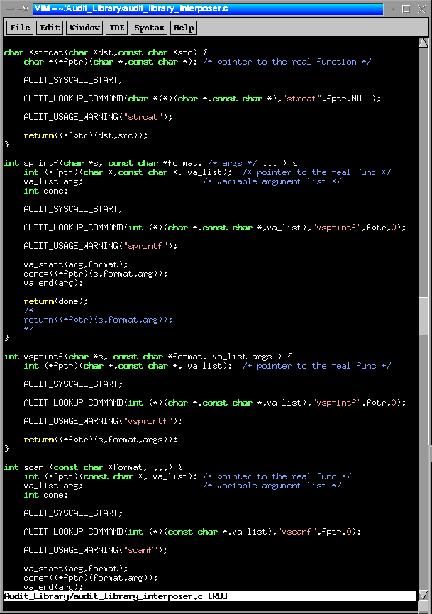 VIM - ~/Audit_Library/audit_library_interposer.c
File Edit Window IDE Syntax Help
char *strcat(char *dst,const char *src) {
char *(*fptr)(char *,const char *); /* pointer to the real function */
AUDIT_SYSCALL_START;
AUDIT_LOOKUP_COMMAND(char *(*)(char *,const char *),"strcat",fptr,NULL);
AUDIT_USAGE_WARNING("strcat");
return((*fptr)(dst,src));
}
int sprintf(char *s, const char *format, /* args */ ...) {
int (*fptr)(char *,const char *, va_list); /* pointer to the real func */
va_list arg; /* variable argument list */
int done;
AUDIT_SYSCALL_START;
AUDIT_LOOKUP_COMMAND(int (*)(char *,const char *,va_list),"vsprintf",fptr,0);
AUDIT_USAGE_WARNING("sprintf");
va_start(arg,format);
done=(*fptr)(s,format,arg);
va_end(arg);
return(done);
/*
return((*fptr)(s,format,arg));
*/
}
int vsprintf(char *s, const char *format, va_list args ) {
int (*fptr)(char *,const char *, va_list); /* pointer to the real func */
AUDIT_SYSCALL_START;
AUDIT_LOOKUP_COMMAND(int (*)(char *,const char *,va_list),"vsprintf",fptr,0);
AUDIT_USAGE_WARNING("vsprintf");
return((*fptr)(s,format,args));
}
int scanf (const char *format, ...) {
int (*fptr)(const char *, va_list); /* pointer to the real func */
va_list arg; /* variable argument list */
int done;
AUDIT_SYSCALL_START;
AUDIT_LOOKUP_COMMAND(int (*)(const char *,va_list),"vscanf",fptr,0);
AUDIT_USAGE_WARNING("scanf");
va_start(arg,format);
done=(*fptr)(format,arg);
va_end(arg);
Audit_Library/audit_library_interposer.c [RO]